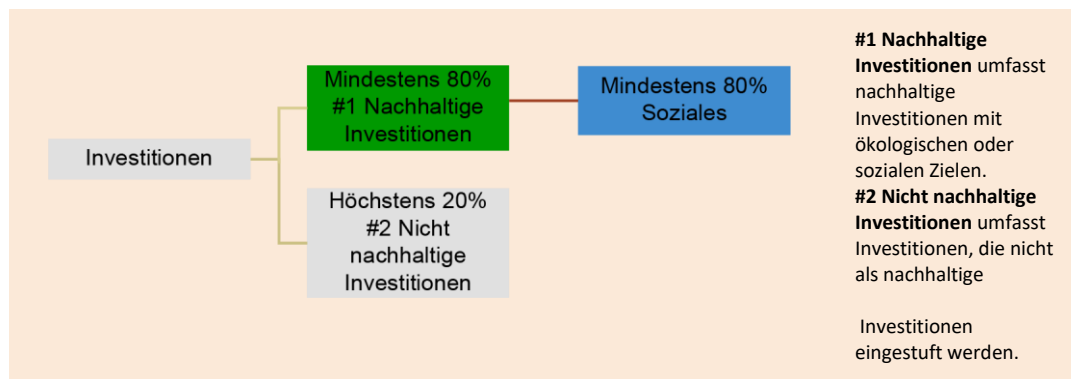 Investitionen
Mindestens 80%
#1 Nachhaltige
Investitionen
Mindestens 80%
Soziales
Höchstens 20%
#2 Nicht
nachhaltige
Investitionen
#1 Nachhaltige
Investitionen umfasst
nachhaltige
Investitionen mit
ökologischen oder
sozialen Zielen.
#2 Nicht nachhaltige
Investitionen umfasst
Investitionen, die nicht
als nachhaltige
Investitionen
eingestuft werden.